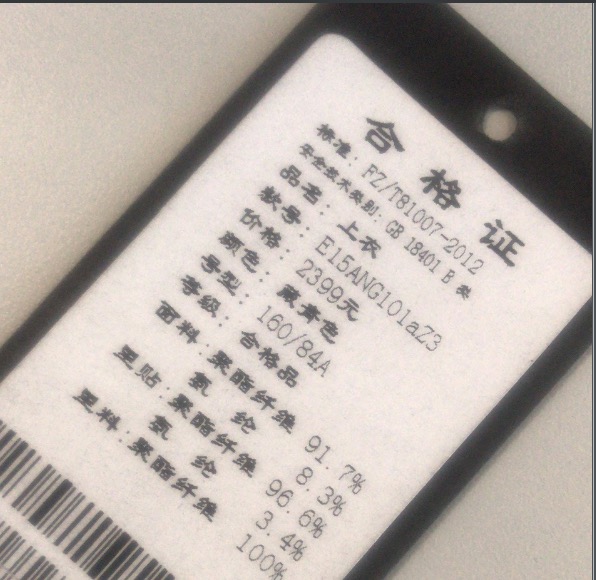 合格证
标准：FZ/T81007-2012
安全技术类别：GB 18401 B 类
品名：上衣
款号：E15ANG101aZ3
价格：2399元
颜色：藏青色
号型：160/84A
等级：合格品
面料：聚酯纤维 91.7%
氨纶 8.3%
里贴：聚酯纤维 96.6%
氨纶 3.4%
里料：聚酯纤维 100%